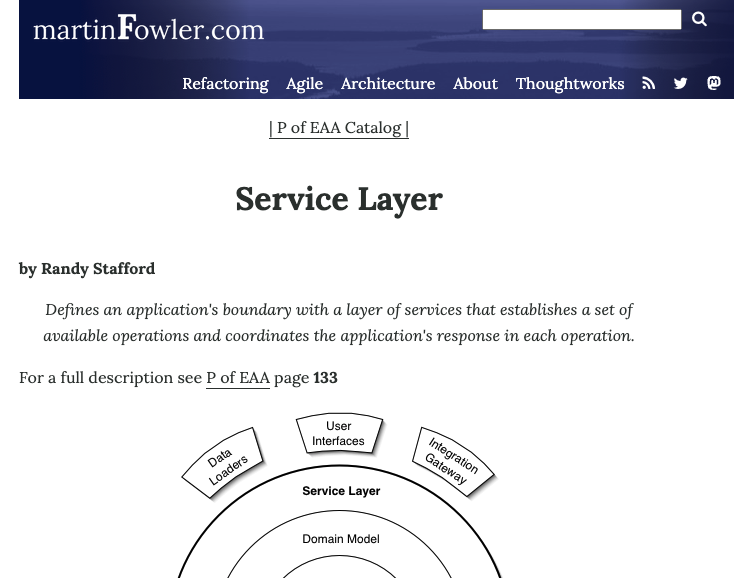 martinFowler.com
Refactoring Agile Architecture About Thoughtworks
| P of EAA Catalog |
Service Layer
by Randy Stafford
Defines an application's boundary with a layer of services that establishes a set of
available operations and coordinates the application's response in each operation.
For a full description see P of EAA page 133
User
Interfaces
Data
Loaders
Integration
Gateway
Service Layer
Domain Model